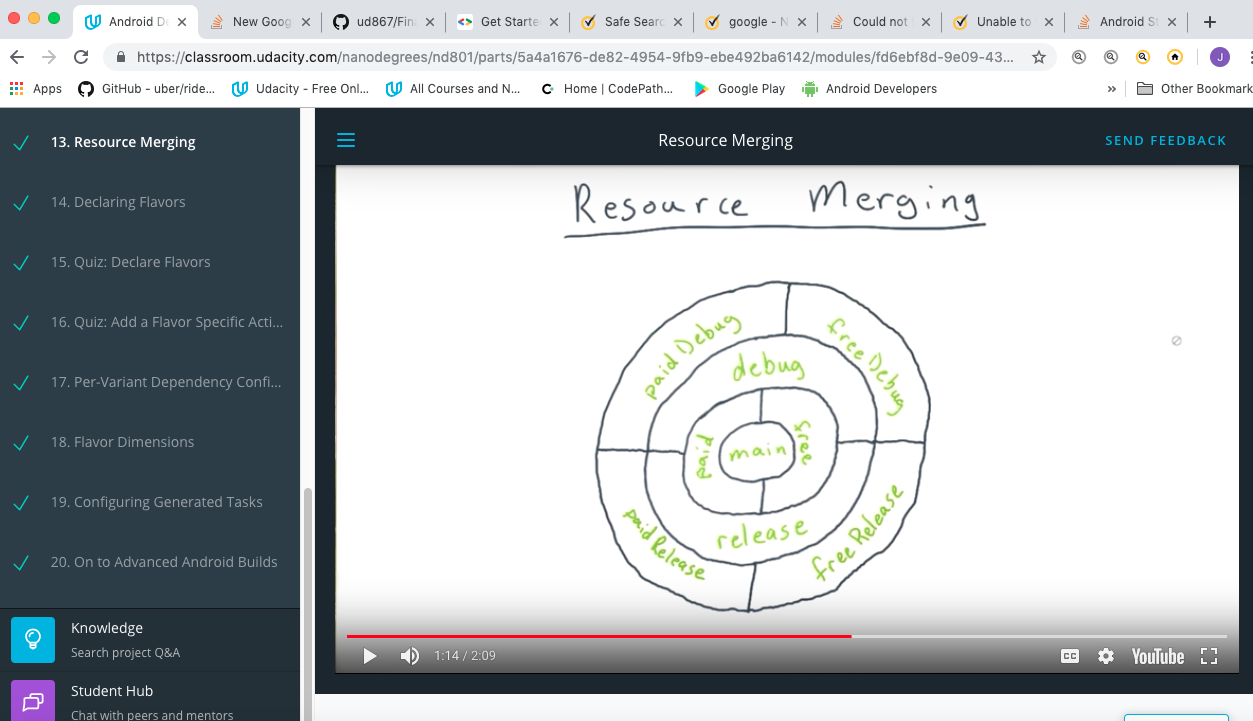 Android De
New Goog
ud867/Fin
Get Starte
Safe Searc
google - N
Could not
Unable to
Android St
https://classroom.udacity.com/nanodegrees/nd801/parts/5a4a1676-de82-4954-9fb9-ebe492ba6142/modules/fd6ebf8d-9e09-43...
J
Apps
GitHub - uber/ride...
Udacity - Free Onl...
All Courses and N...
Home | CodePath...
Google Play
Android Developers
»
Other Bookmark
13. Resource Merging
14. Declaring Flavors
15. Quiz: Declare Flavors
16. Quiz: Add a Flavor Specific Acti...
17. Per-Variant Dependency Confi...
18. Flavor Dimensions
19. Configuring Generated Tasks
20. On to Advanced Android Builds
Knowledge
Search project Q&A
Student Hub
Chat with peers and mentors
Resource Merging
SEND FEEDBACK
Resource Merging
paidDebug
freeDebug
debug
paid
main
free
release
paidRelease
freeRelease
1:14 / 2:09
CC
YouTube